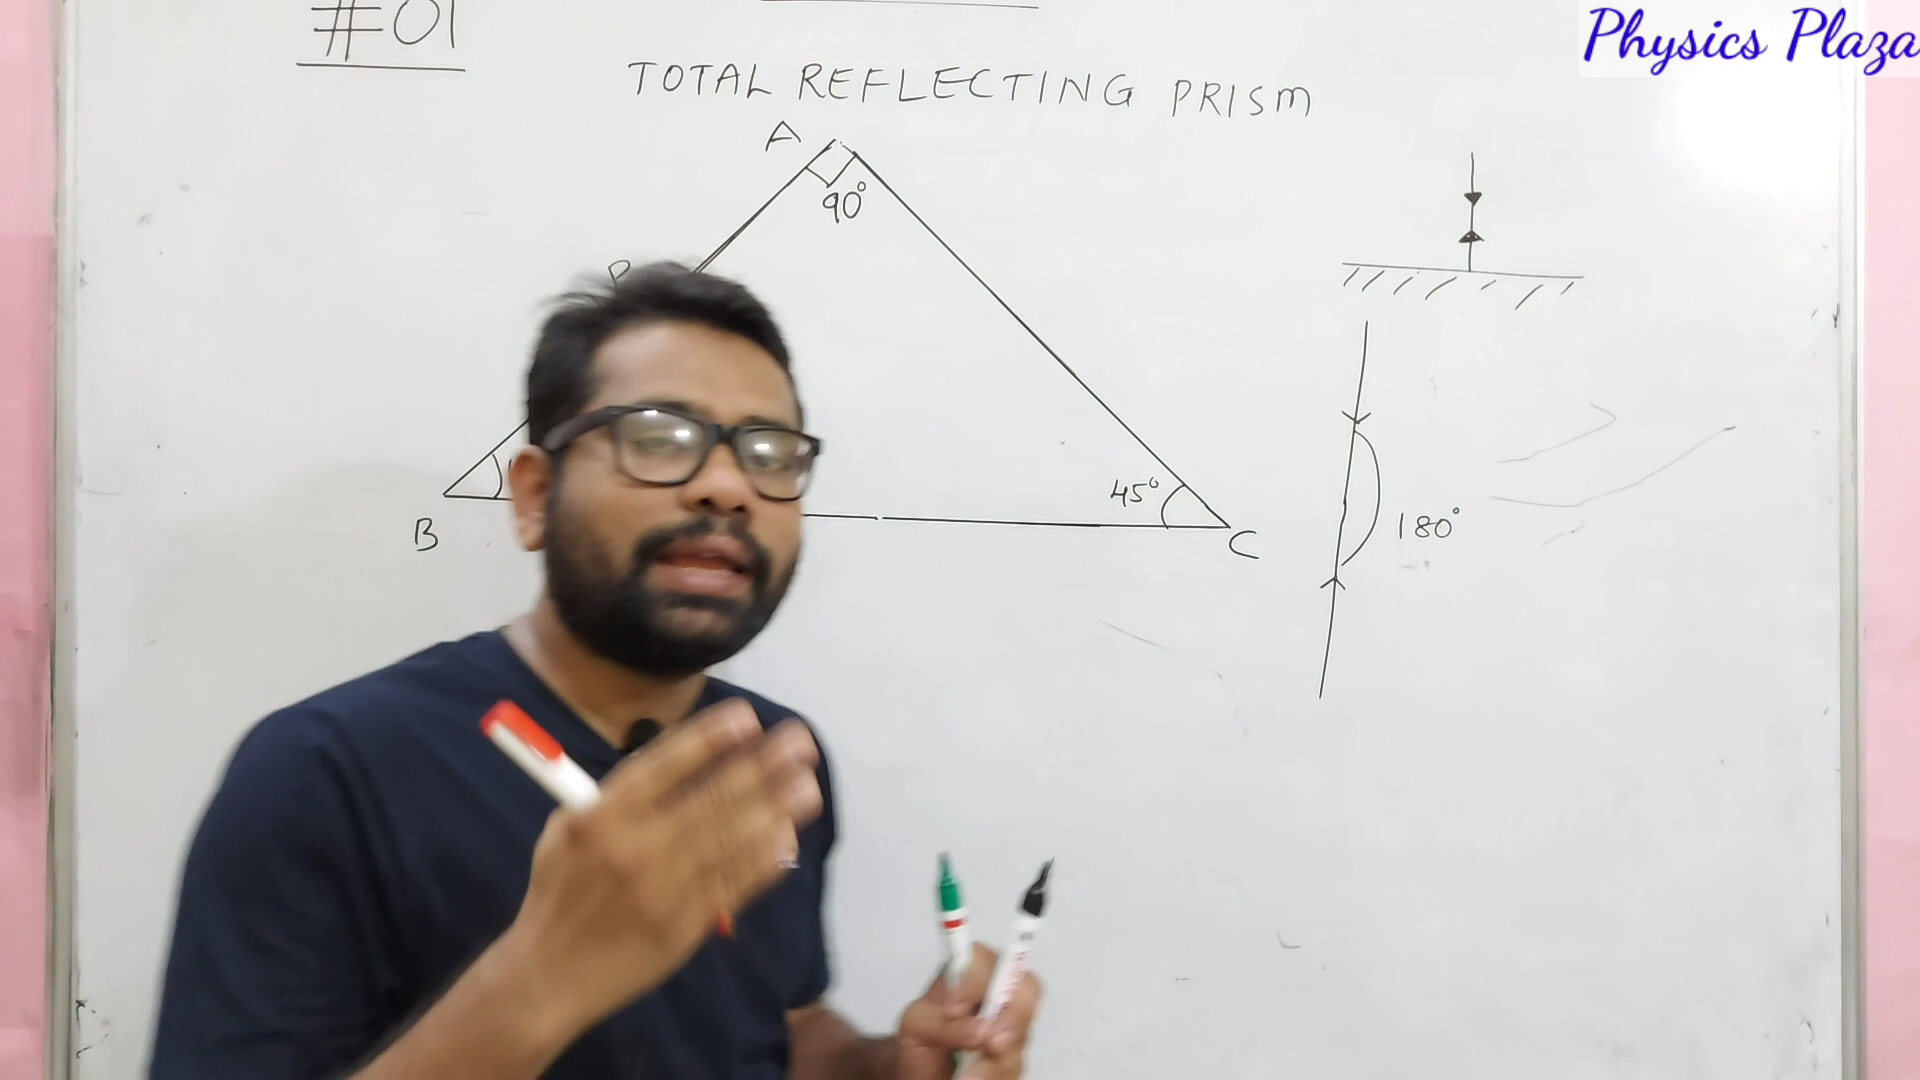 Physics Plaza
#01
TOTAL REFLECTING PRISM
A
90°
45°
B
C
180°